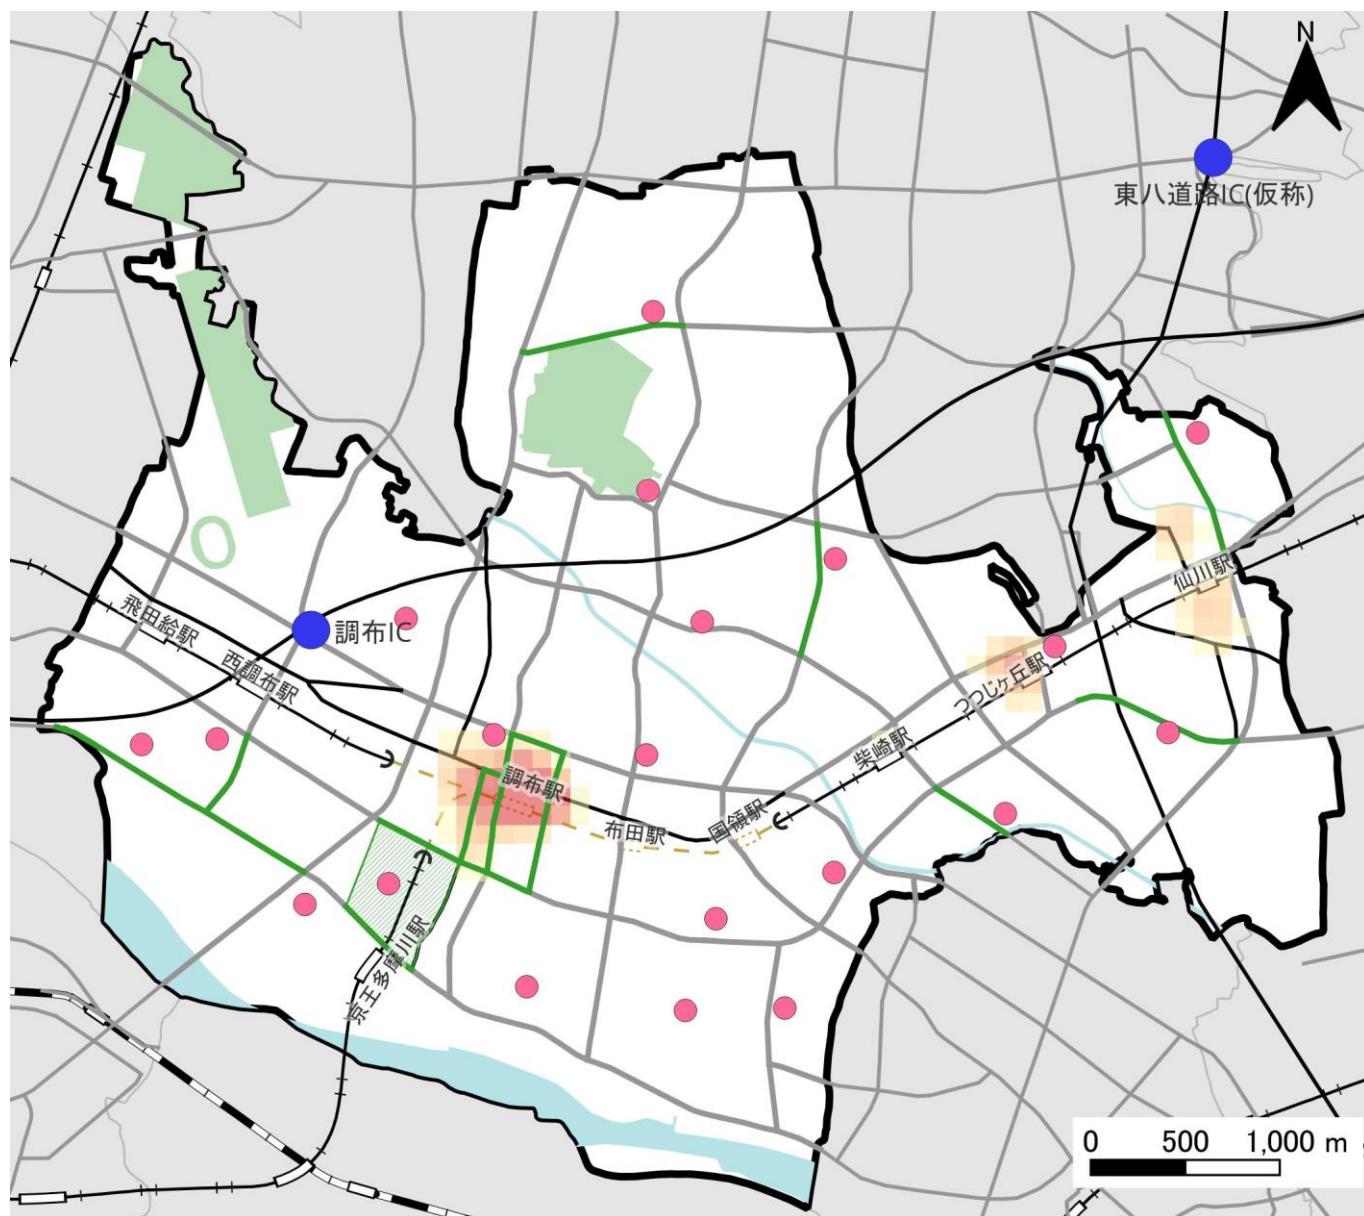 N
東八道路IC(仮称)
仙川駅
飛田給駅
調布IC
西調布駅
つつじヶ丘駅
柴崎駅
調布駅
国領駅
布田駅
京王多摩川駅
0 500 1,000 m